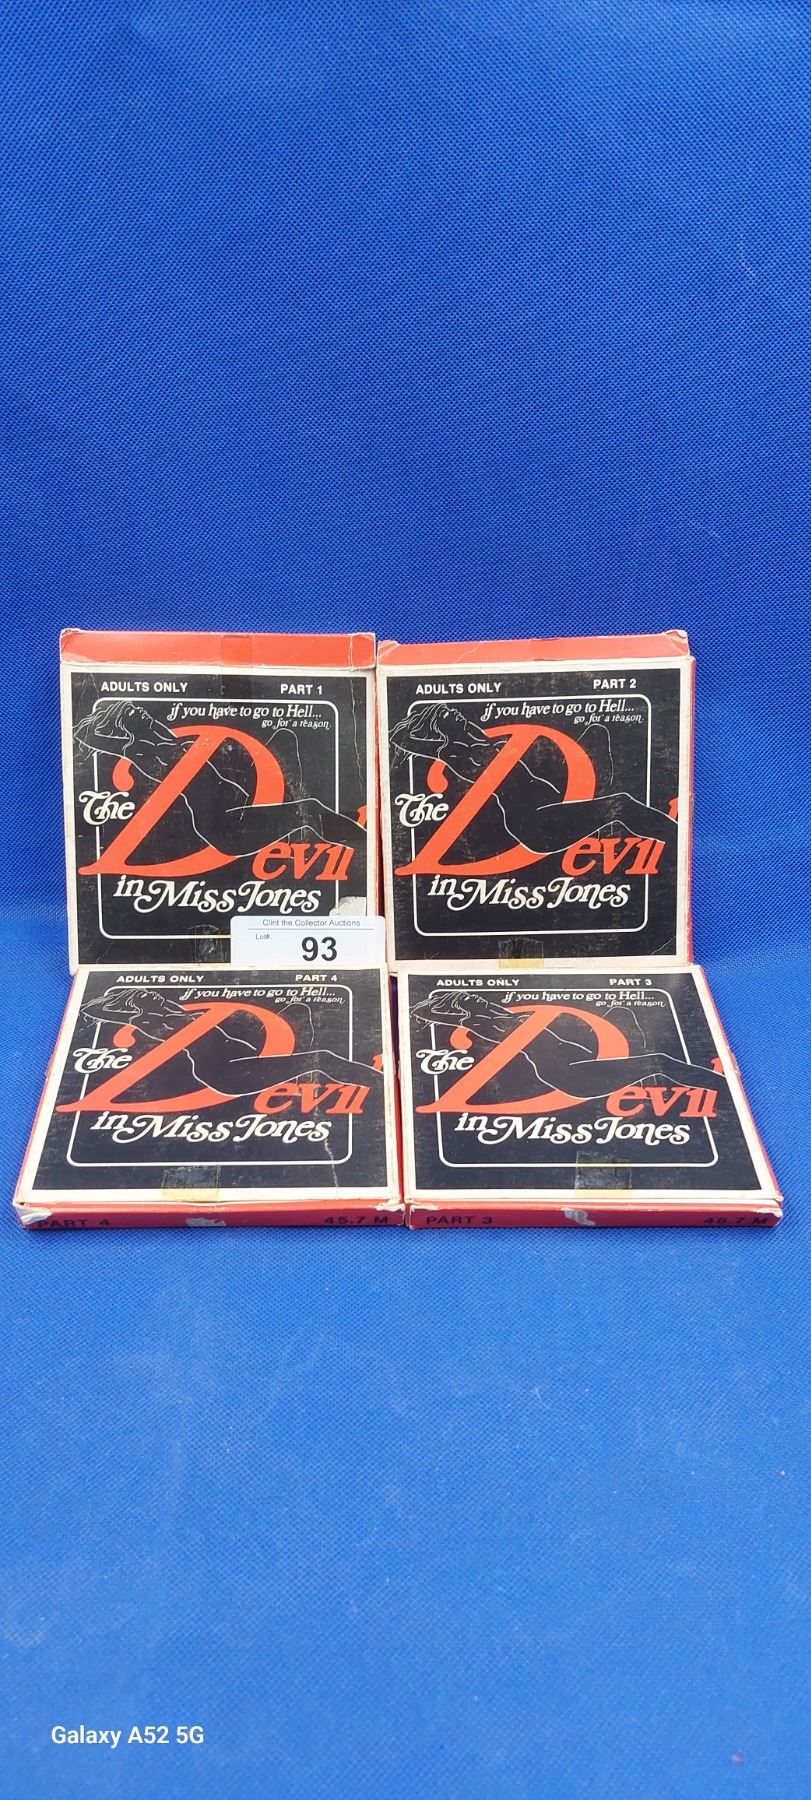 ADULTS ONLY PART 1
if you have to go to Hell...
go for a reason.
The Devil
in Miss Jones
ADULTS ONLY PART 2
if you have to go to Hell...
go for a reason.
The Devil
in Miss Jones
Clint the Collector Auctions
Lot#:
93
ADULTS ONLY PART 4
if you have to go to Hell...
go for a reason.
The Devil
in Miss Jones
PART 4 45.7 M
ADULTS ONLY PART 3
if you have to go to Hell...
go for a reason.
The Devil
in Miss Jones
PART 3 45.7 M
Galaxy A52 5G